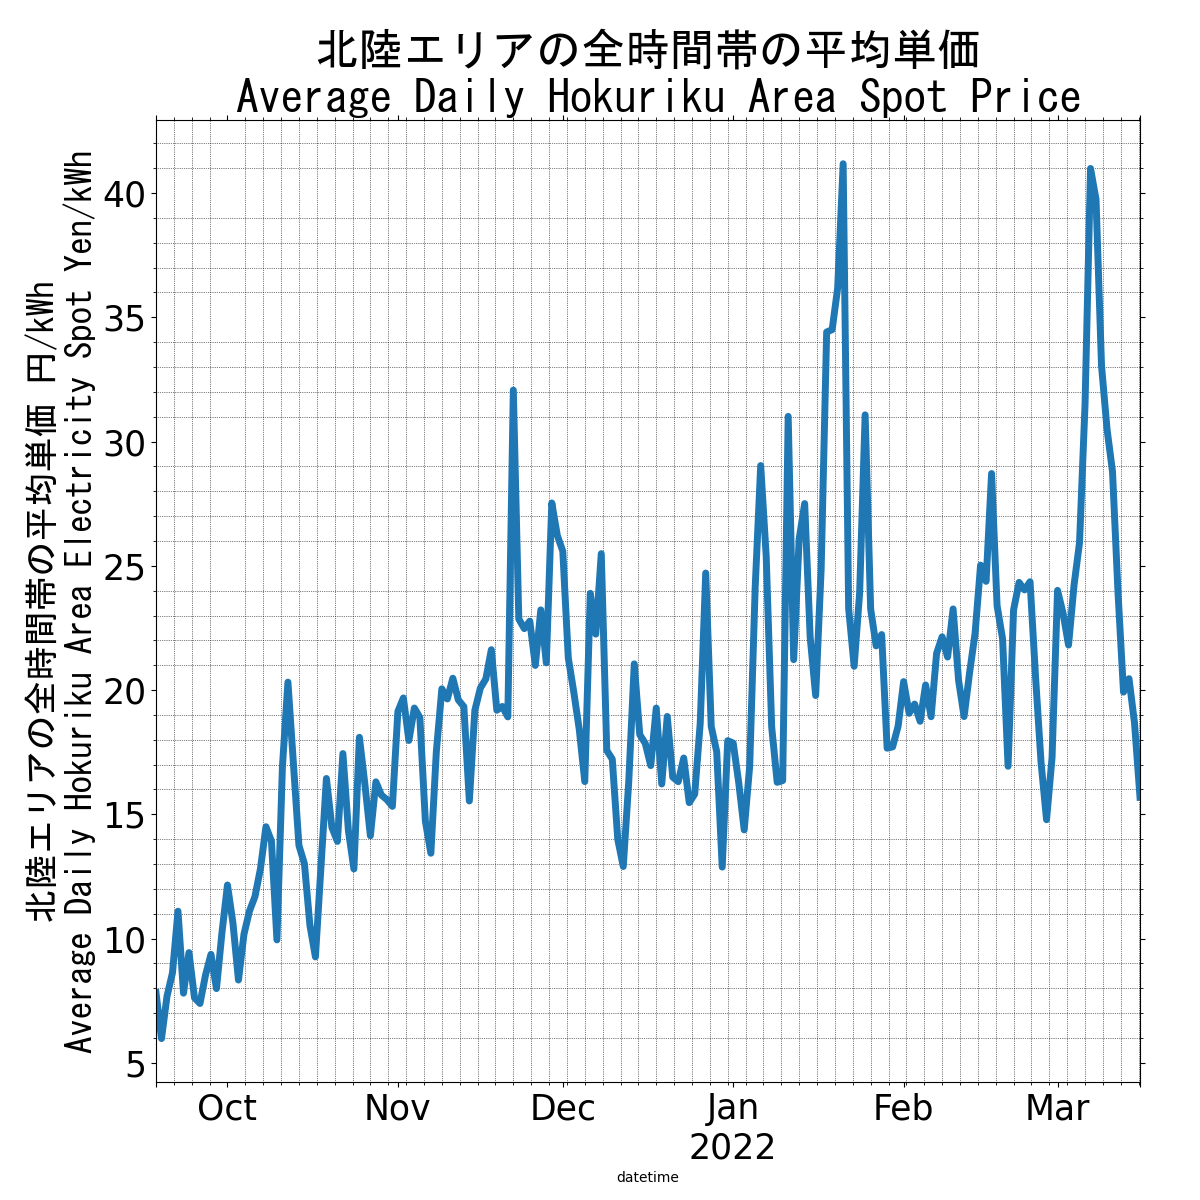 北陸エリアの全時間帯の平均単価
Average Daily Hokuriku Area Spot Price
北陸エリアの全時間帯の平均単価 円/kWh
Average Daily Hokuriku Area Electricity Spot Yen/kWh
40
35
30
25
20
15
10
5
Oct
Nov
Dec
Jan
2022
Feb
Mar
datetime